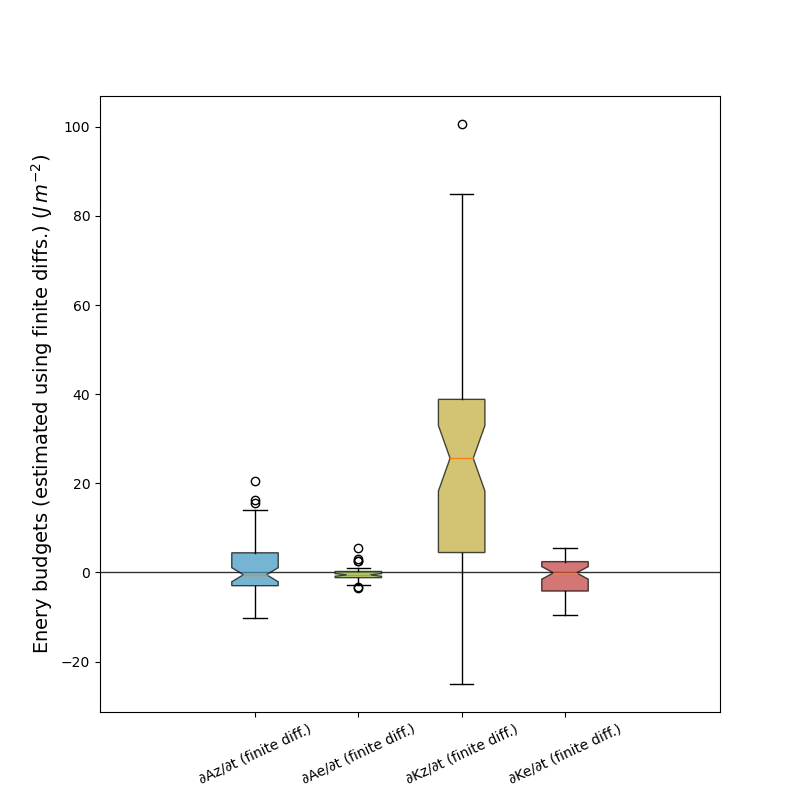 Enery budgets (estimated using finite diffs.) (J m⁻²)
100
80
60
40
20
0
−20
∂Az/∂t (finite diff.)
∂Ae/∂t (finite diff.)
∂Kz/∂t (finite diff.)
∂Ke/∂t (finite diff.)